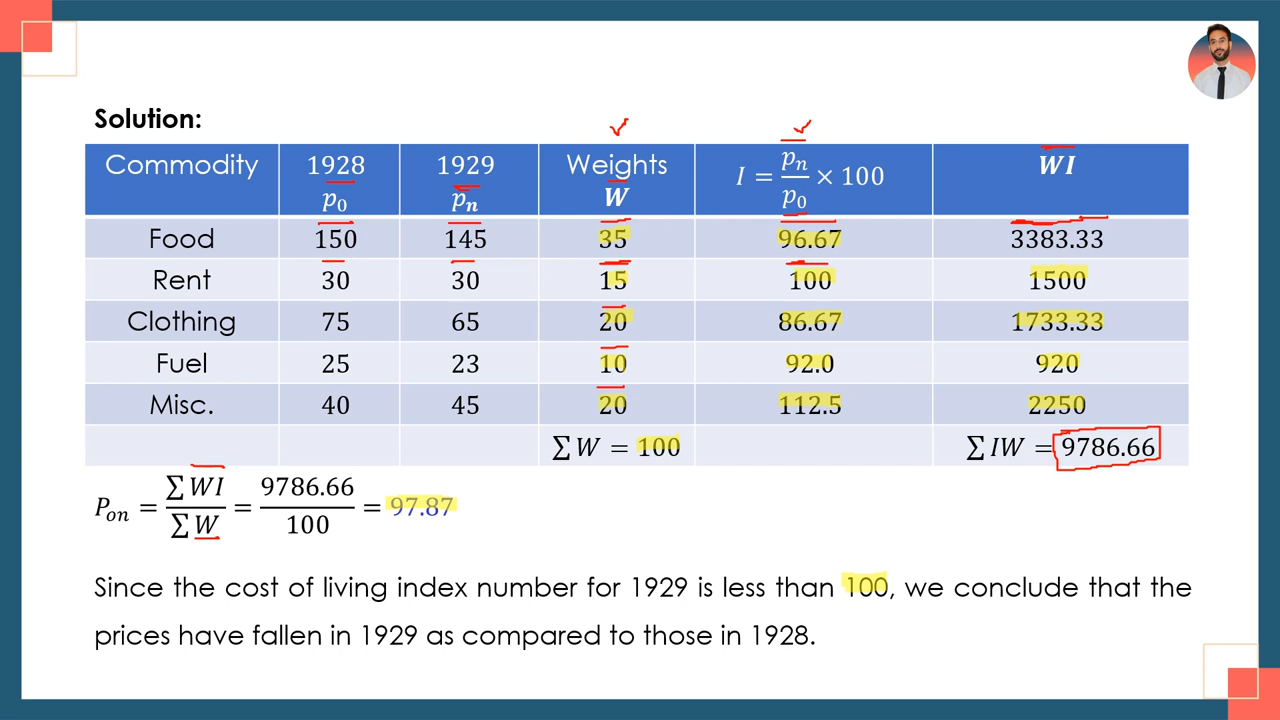 Solution:
Commodity 1928 p₀ 1929 pₙ Weights W I = pₙ/p₀ × 100 WI
Food 150 145 35 96.67 3383.33
Rent 30 30 15 100 1500
Clothing 75 65 20 86.67 1733.33
Fuel 25 23 10 92.0 920
Misc. 40 45 20 112.5 2250
∑W = 100 ∑IW = 9786.66
Pₒₙ = ∑WI/∑W = 9786.66/100 = 97.87
Since the cost of living index number for 1929 is less than 100, we conclude that the
prices have fallen in 1929 as compared to those in 1928.